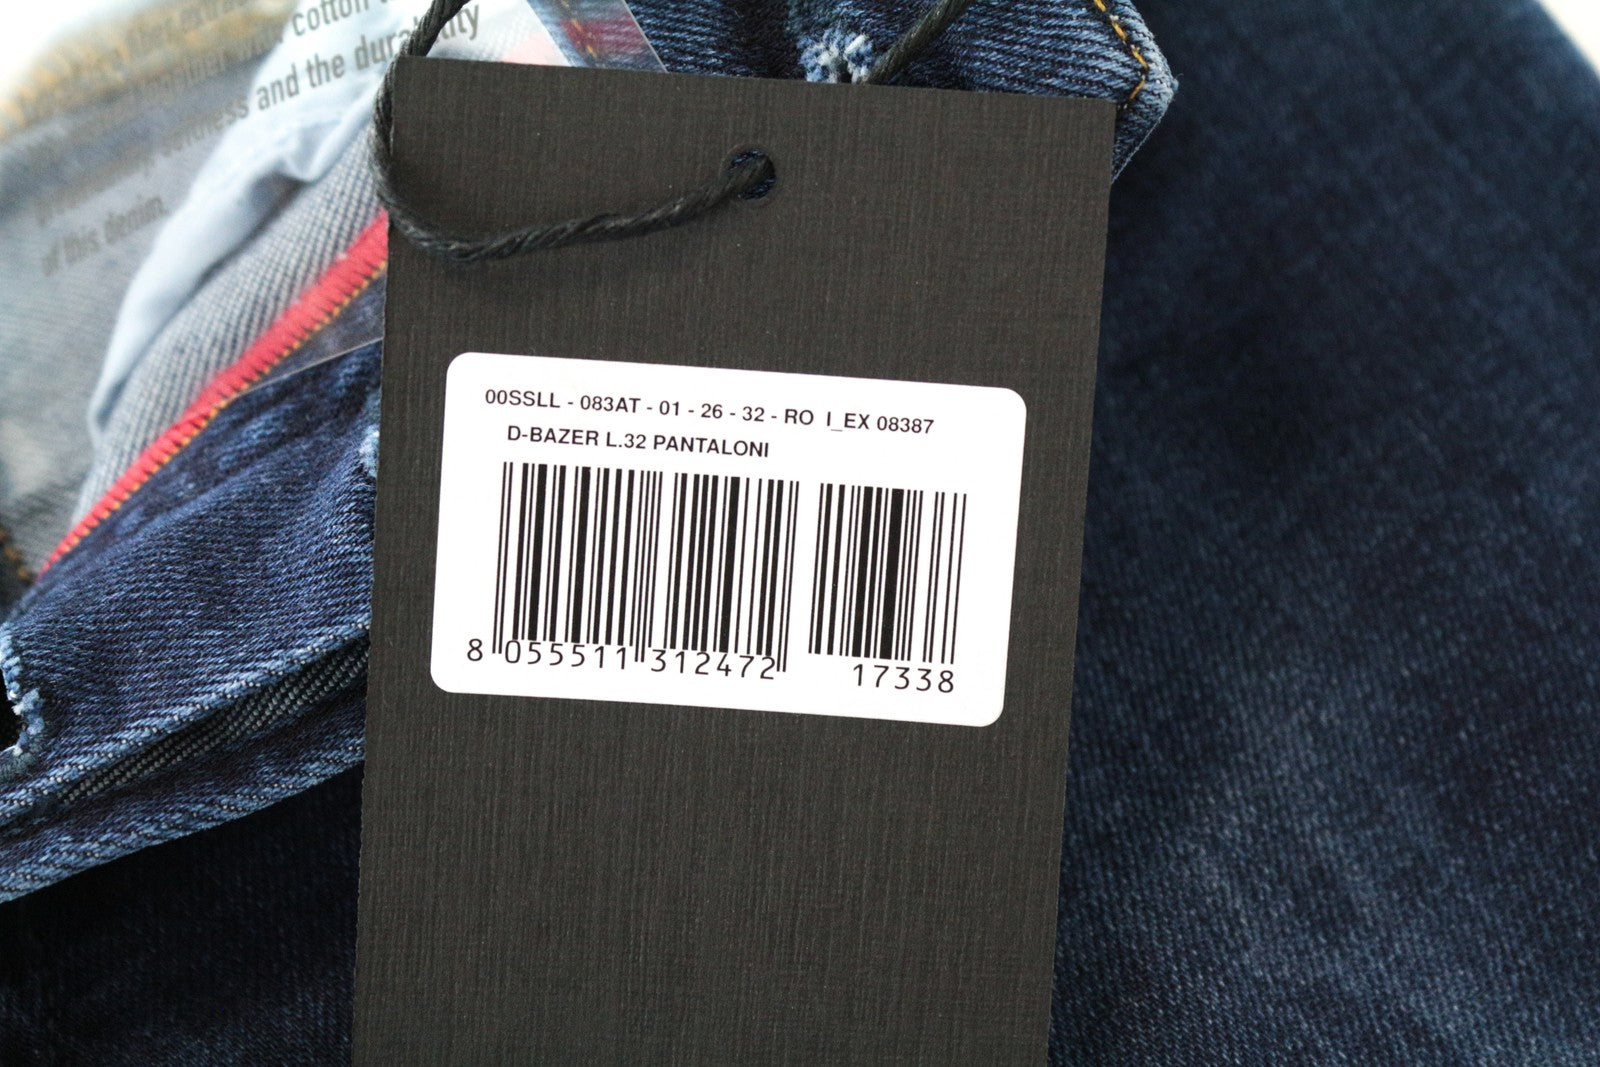 cotton
softness and the durability
of this denim.
00SSLL - 083AT - 01 - 26 - 32 - RO I_EX 08387
D-BAZER L.32 PANTALONI
8 055511 312472 17338